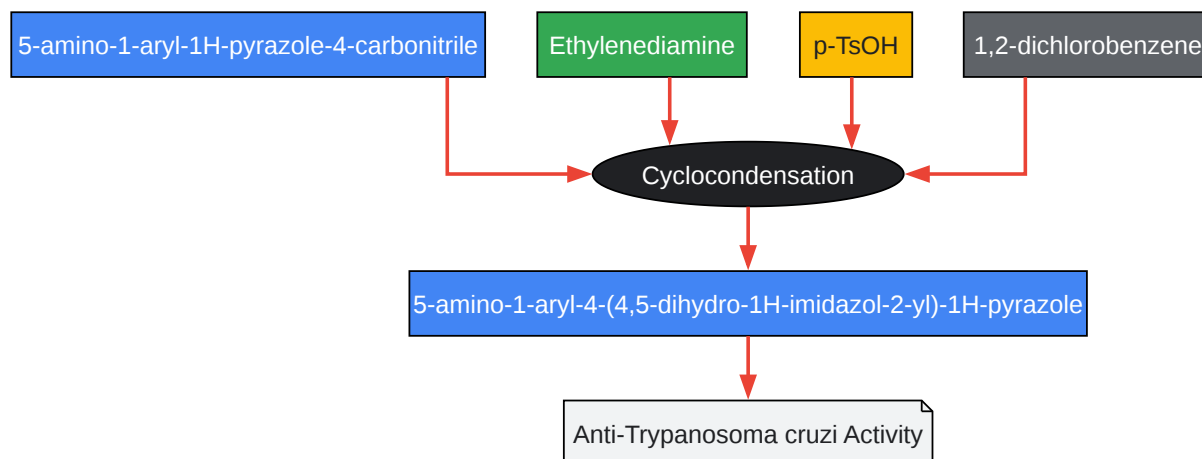 5-amino-1-aryl-1H-pyrazole-4-carbonitrile
Ethylenediamine
p-TsOH
1,2-dichlorobenzene
Cyclocondensation
5-amino-1-aryl-4-(4,5-dihydro-1H-imidazol-2-yl)-1H-pyrazole
Anti-Trypanosoma cruzi Activity